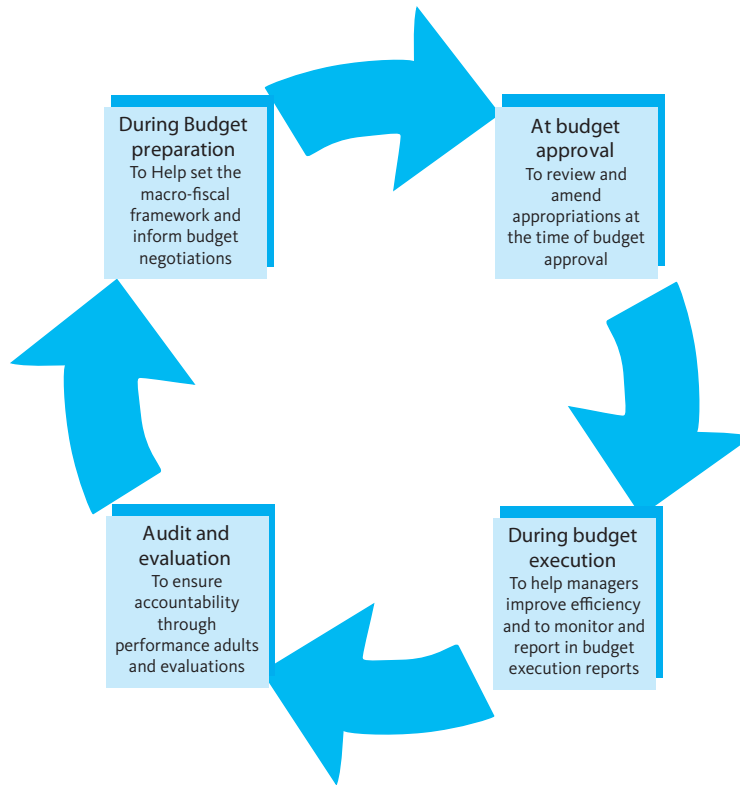 During Budget
preparation
To Help set the
macro-fiscal
framework and
inform budget
negotiations
At budget
approval
To review and
amend
appropriations at
the time of budget
approval
During budget
execution
To help managers
improve efficiency
and to monitor and
report in budget
execution reports
Audit and
evaluation
To ensure
accountability
through
performance adults
and evaluations